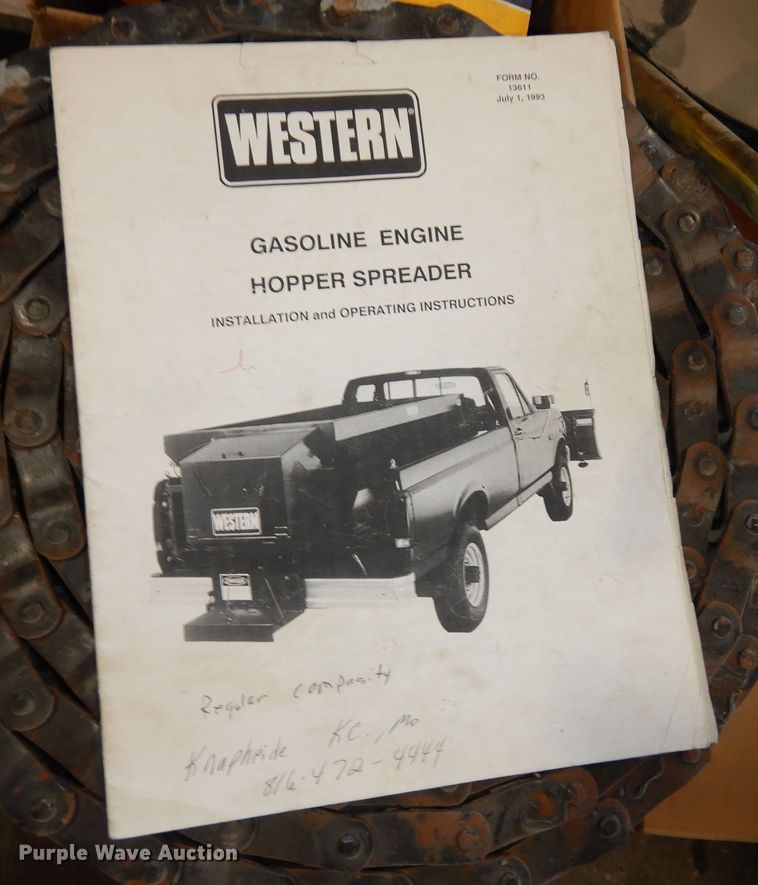 FORM NO.
13611
July 1, 1993
WESTERN®
GASOLINE ENGINE
HOPPER SPREADER
INSTALLATION and OPERATING INSTRUCTIONS
WESTERN
Regular compasity
Knapheide KC., Mo
816-472-4444
Purple Wave Auction